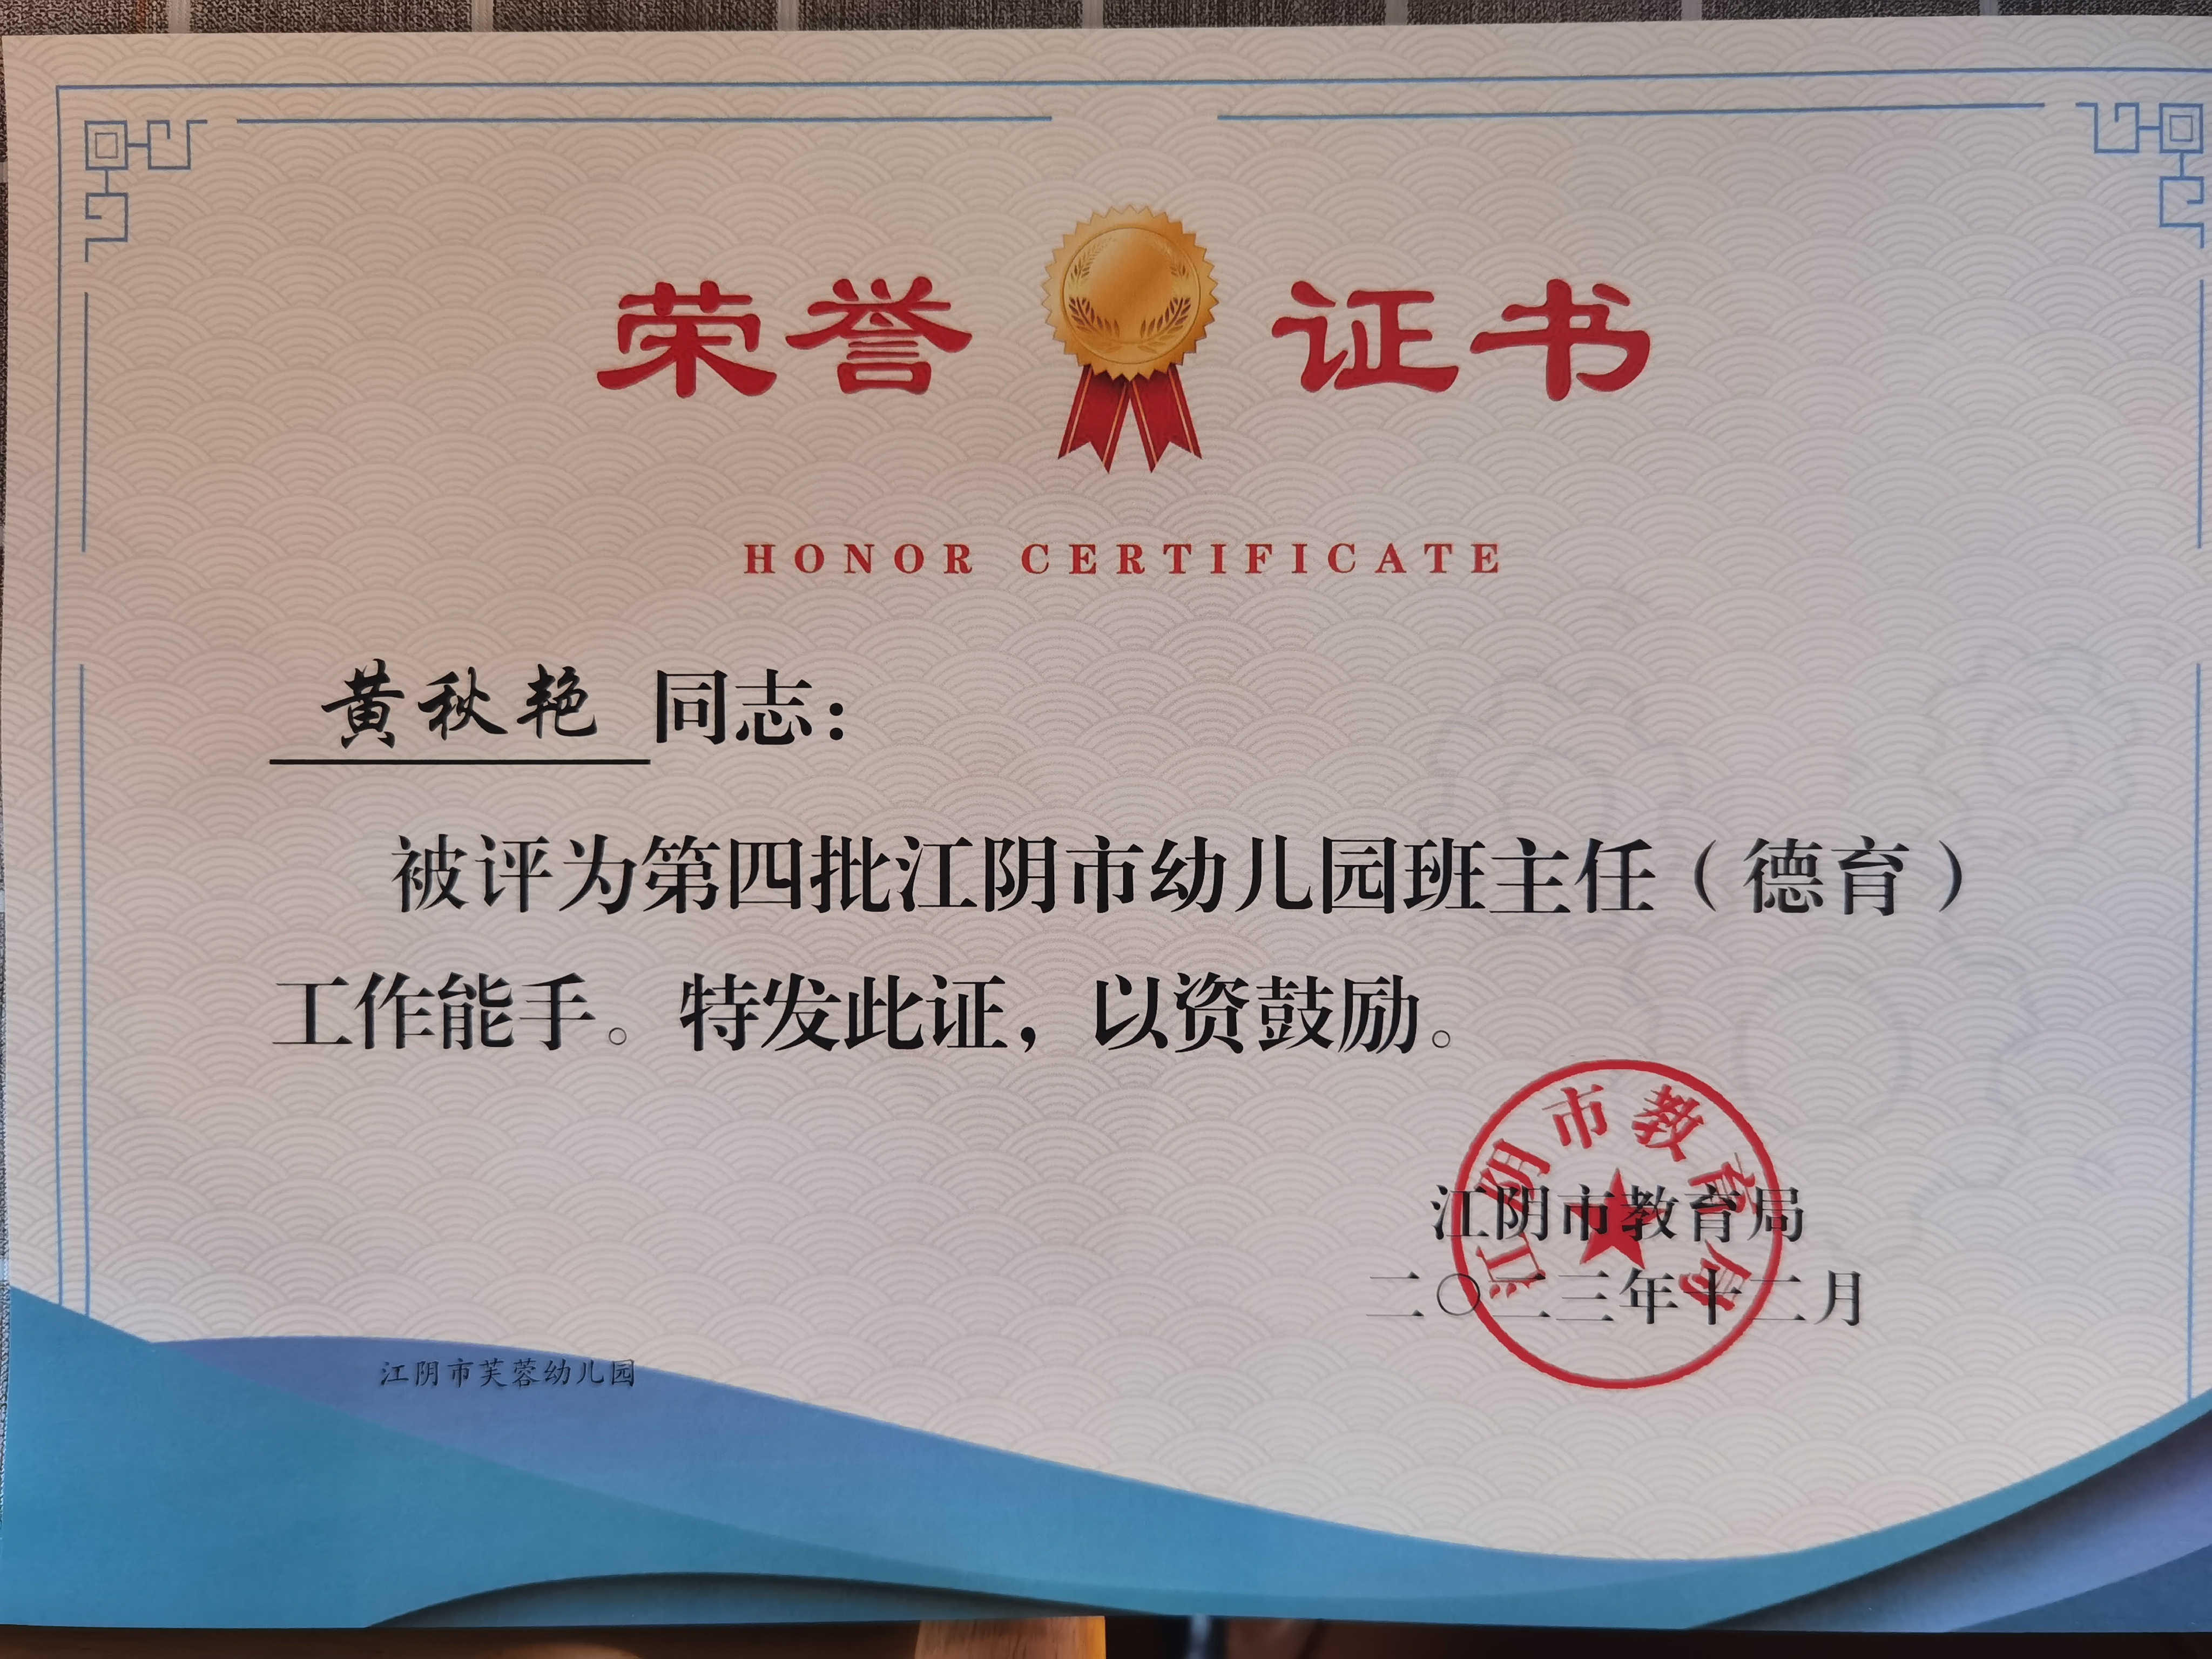 荣誉证书
HONOR CERTIFICATE
黄秋艳同志：
被评为第四批江阴市幼儿园班主任（德育）
工作能手。特发此证，以资鼓励。
江阴市教育局
江阴市教育局
二〇二三年十二月
江阴市芙蓉幼儿园